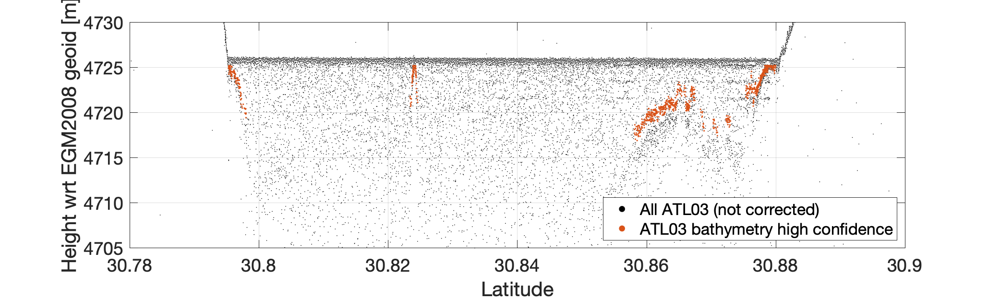 Height wrt EGM2008 geoid [m]
4730
4725
4720
4715
4710
4705
30.78 30.8 30.82 30.84 30.86 30.88 30.9
Latitude
All ATL03 (not corrected)
ATL03 bathymetry high confidence